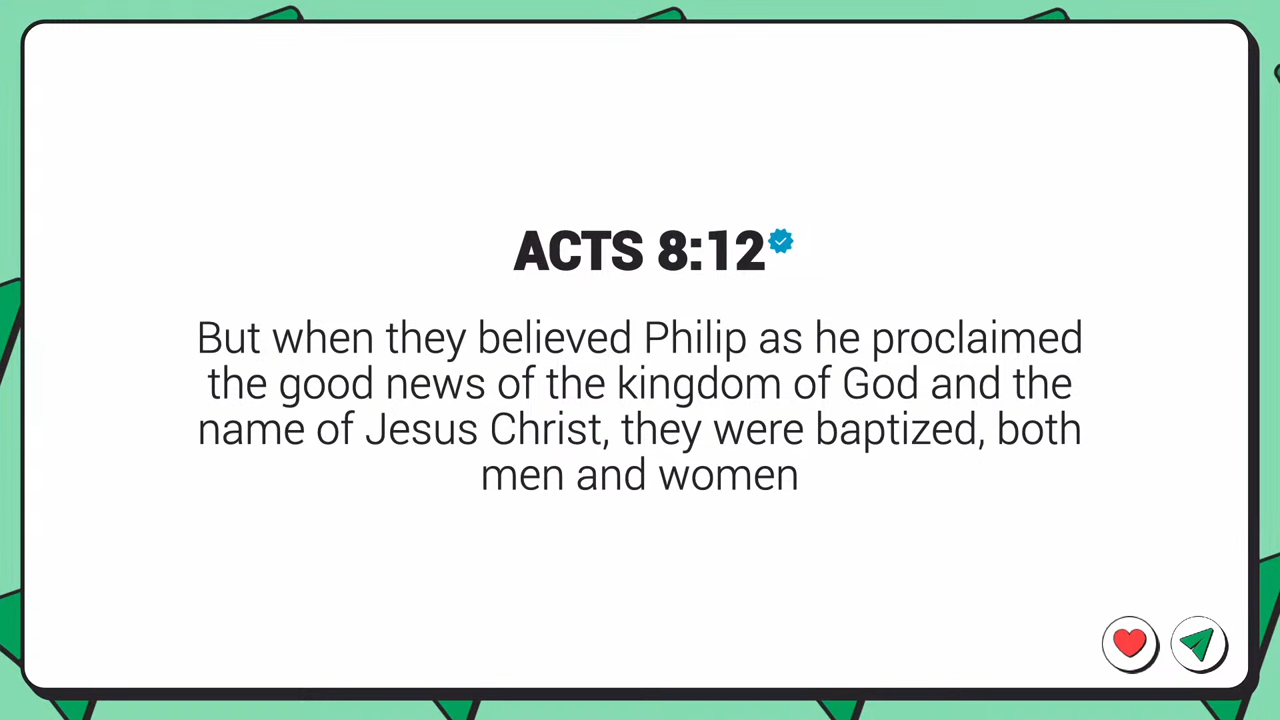 ACTS 8:12
But when they believed Philip as he proclaimed
the good news of the kingdom of God and the
name of Jesus Christ, they were baptized, both
men and women